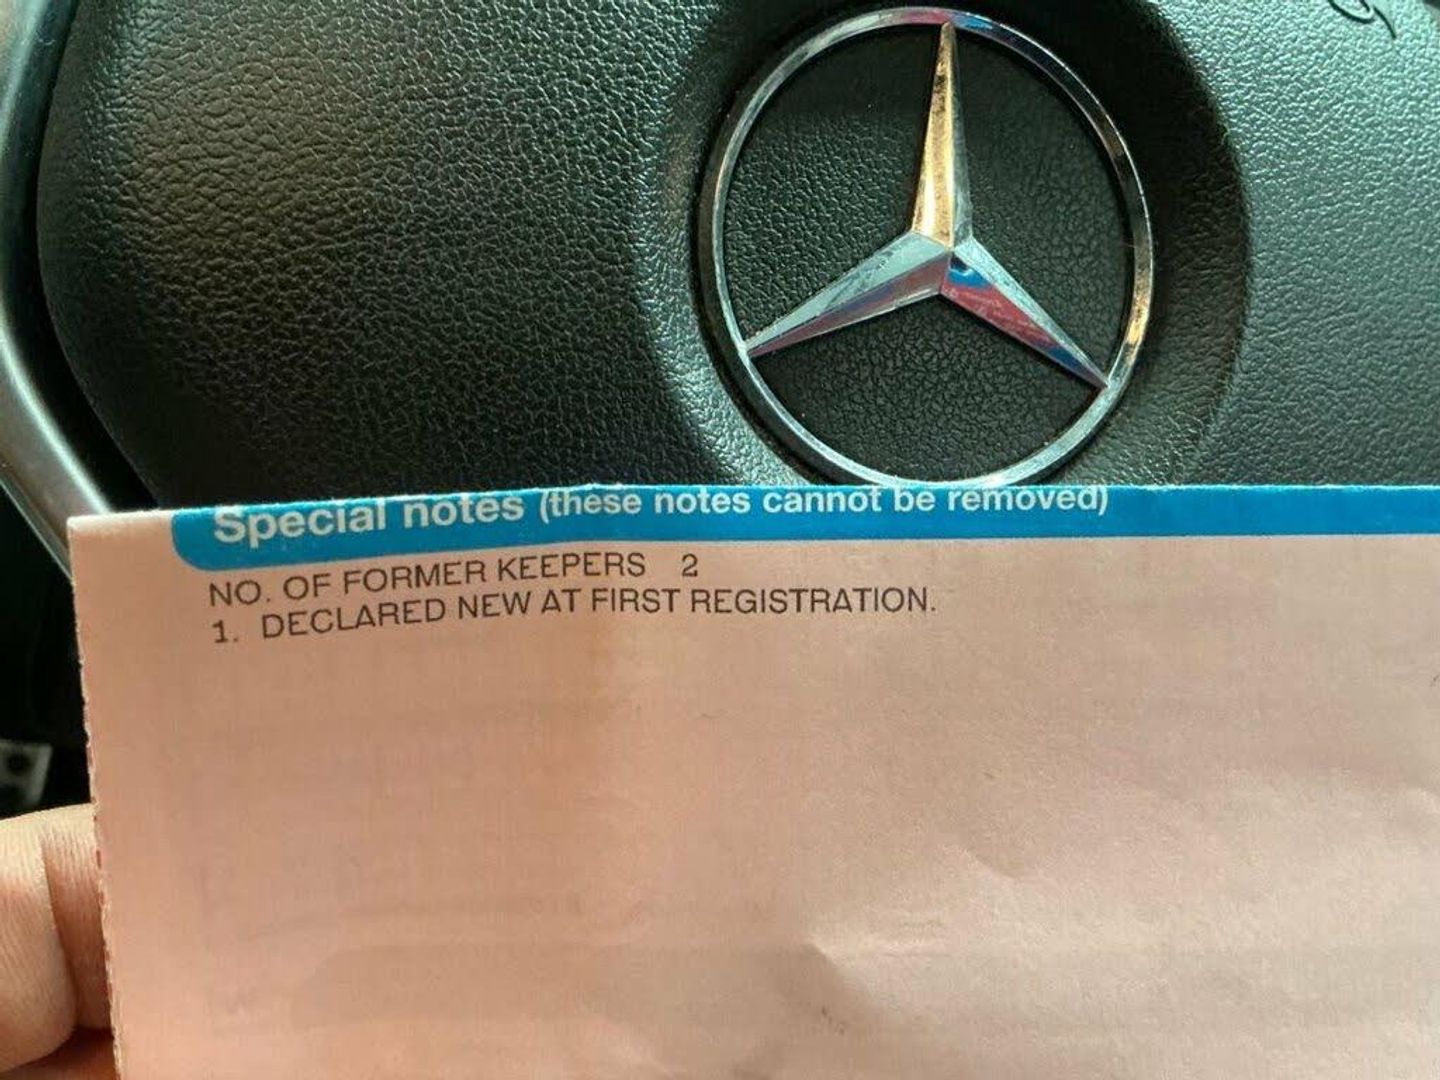 Special notes (these notes cannot be removed)
NO. OF FORMER KEEPERS 2
1. DECLARED NEW AT FIRST REGISTRATION.